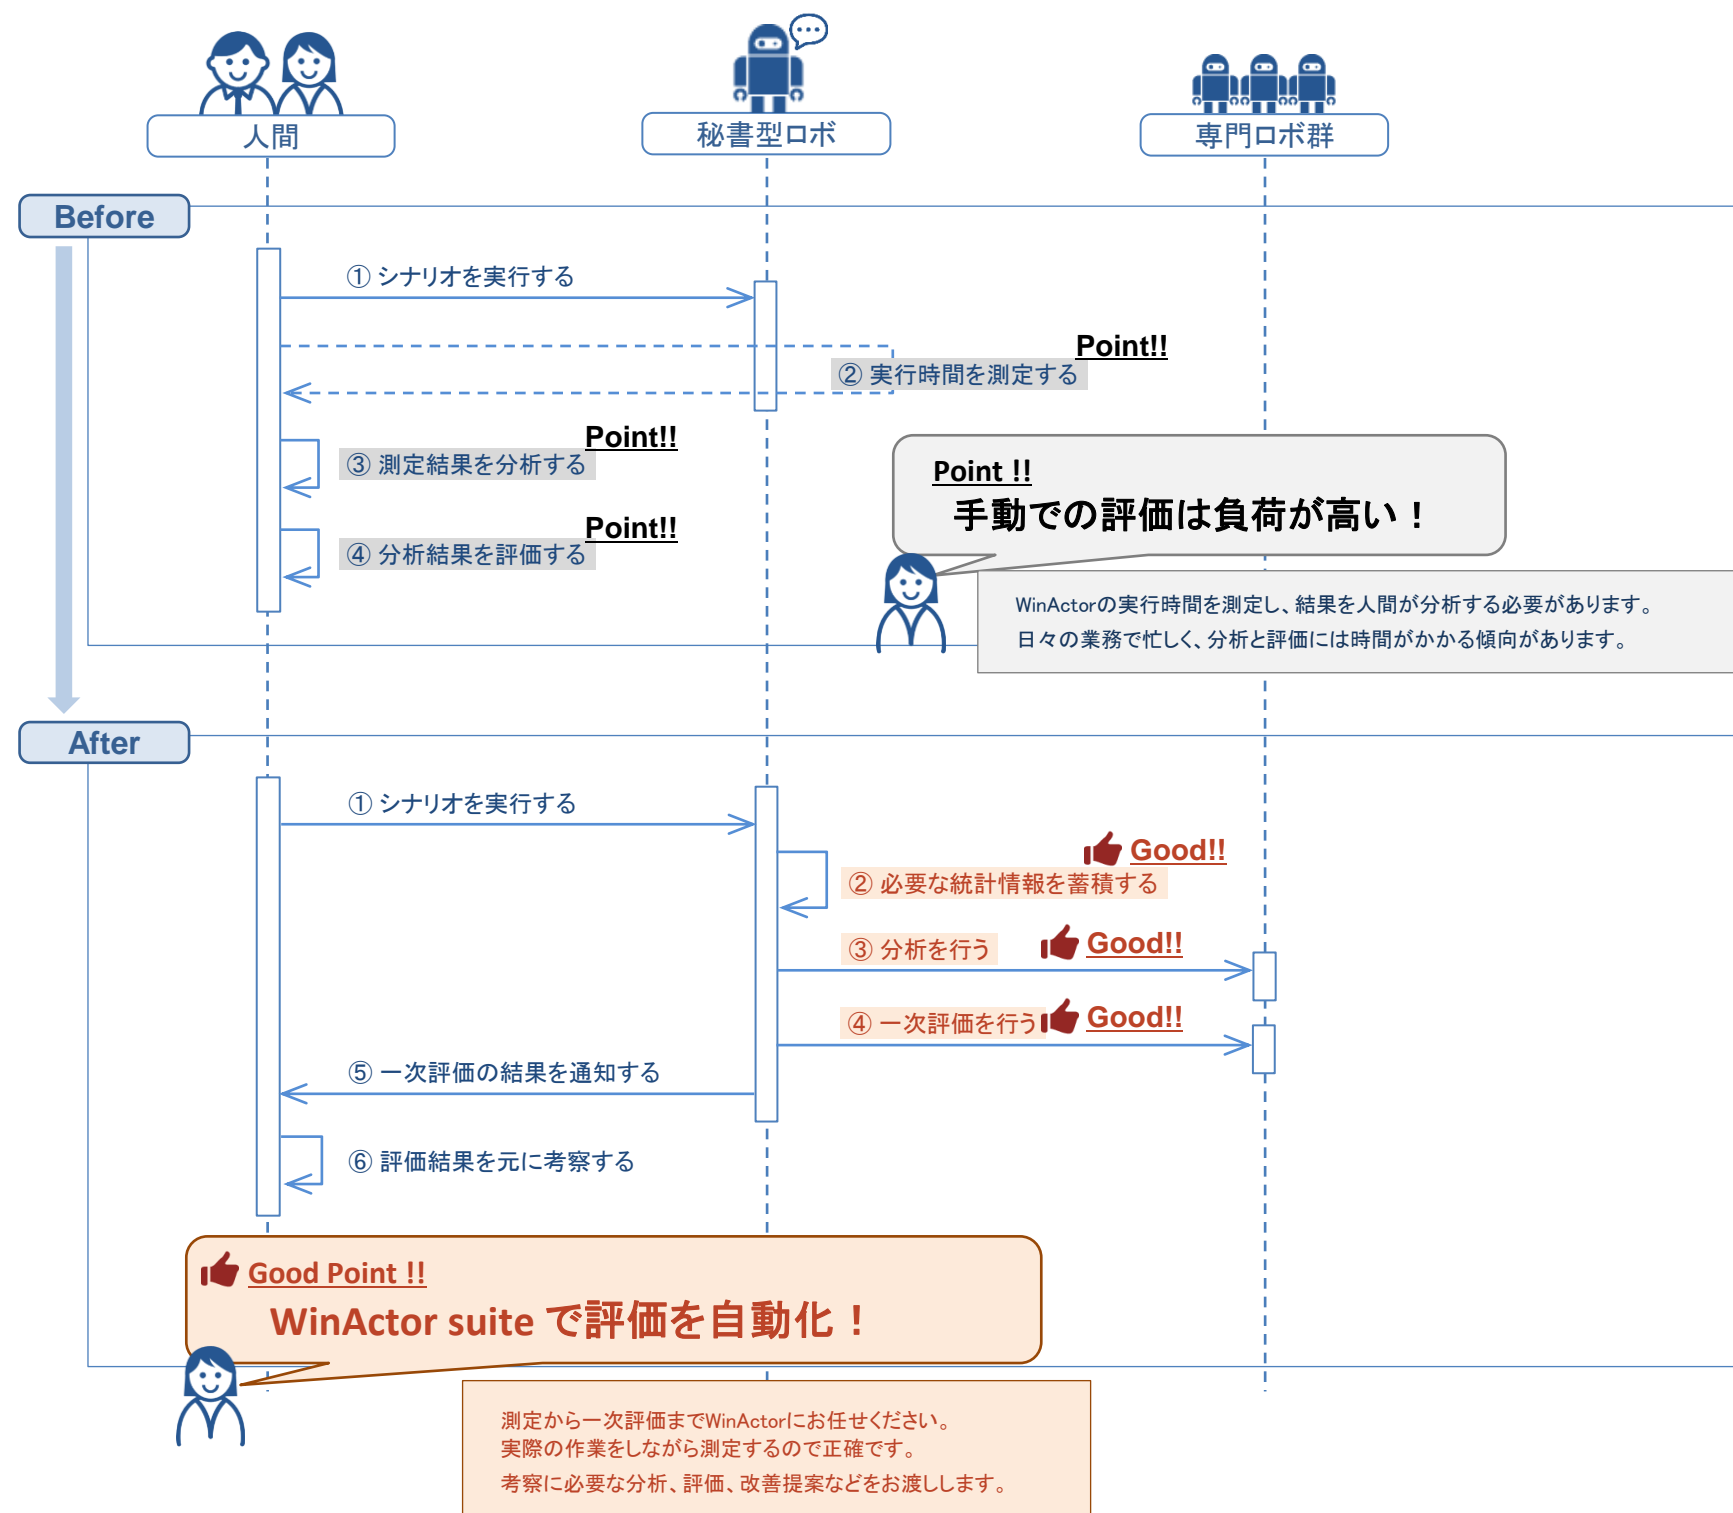 人間
秘書型ロボ
専門ロボ群
Before
① シナリオを実行する
Point!!
② 実行時間を測定する
Point!!
③ 測定結果を分析する
Point!!
④ 分析結果を評価する
Point !!
手動での評価は負荷が高い！
WinActorの実行時間を測定し、結果を人間が分析する必要があります。
日々の業務で忙しく、分析と評価には時間がかかる傾向があります。
After
① シナリオを実行する
Good!!
② 必要な統計情報を蓄積する
③ 分析を行う
Good!!
④ 一次評価を行う
Good!!
⑤ 一次評価の結果を通知する
⑥ 評価結果を元に考察する
Good Point !!
WinActor suite で評価を自動化！
測定から一次評価までWinActorにお任せください。
実際の作業をしながら測定するので正確です。
考察に必要な分析、評価、改善提案などをお渡しします。